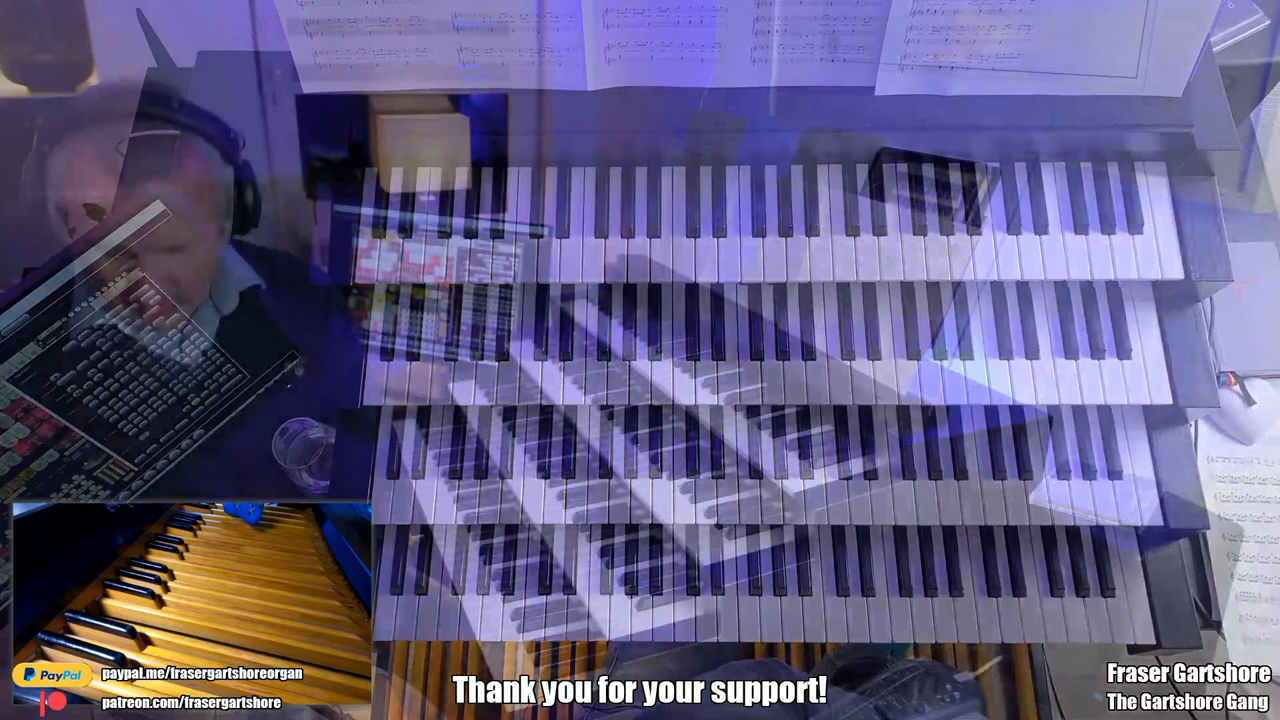 PayPal
paypal.me/frasergartshoreorgan
patreon.com/frasergartshore
Thank you for your support!
Fraser Gartshore
The Gartshore Gang